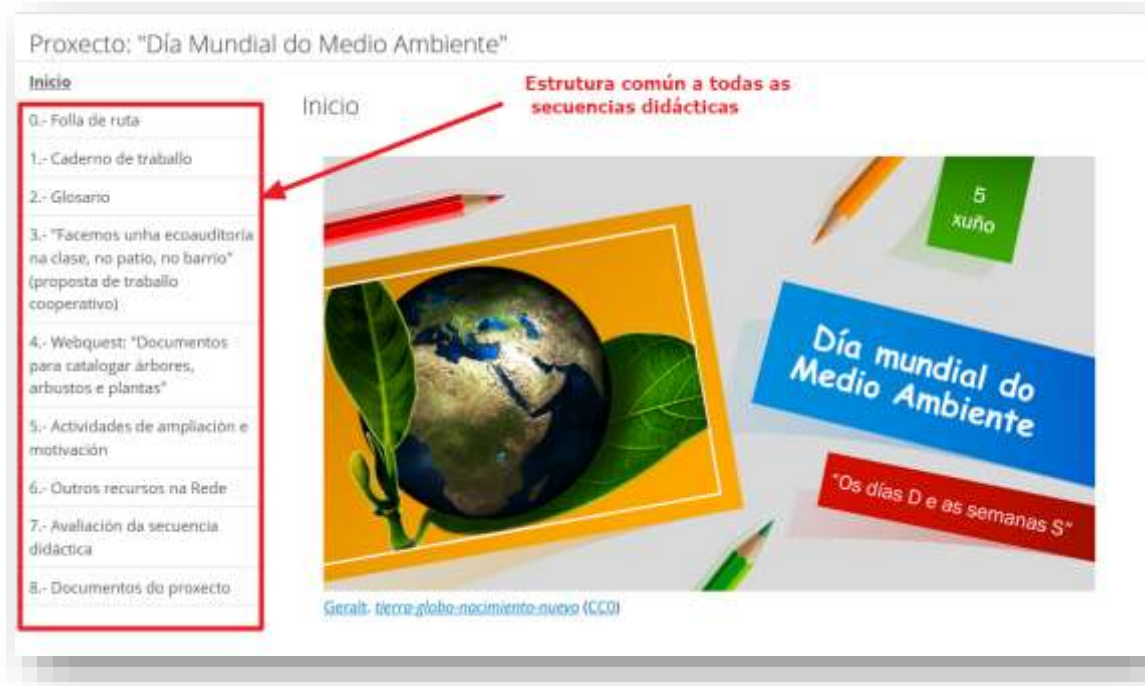 Proxecto: "Día Mundial do Medio Ambiente"
Inicio
0.- Folla de ruta
1.- Caderno de traballo
2.- Glosario
3.- "Facemos unha ecoauditoría
na clase, no patio, no barrio"
(proposta de traballo
cooperativo)
4.- Webquest: "Documentos
para catalogar árbores,
arbustos e plantas"
5.- Actividades de ampliación e
motivación
6.- Outros recursos na Rede
7.- Avaliación da secuencia
didáctica
8.- Documentos do proxecto
Estrutura común a todas as
secuencias didácticas
Inicio
5
xuño
Día mundial do
Medio Ambiente
"Os días D e as semanas S"
Geralt. tierra-globo-nacimiento-nuevo (CC0)